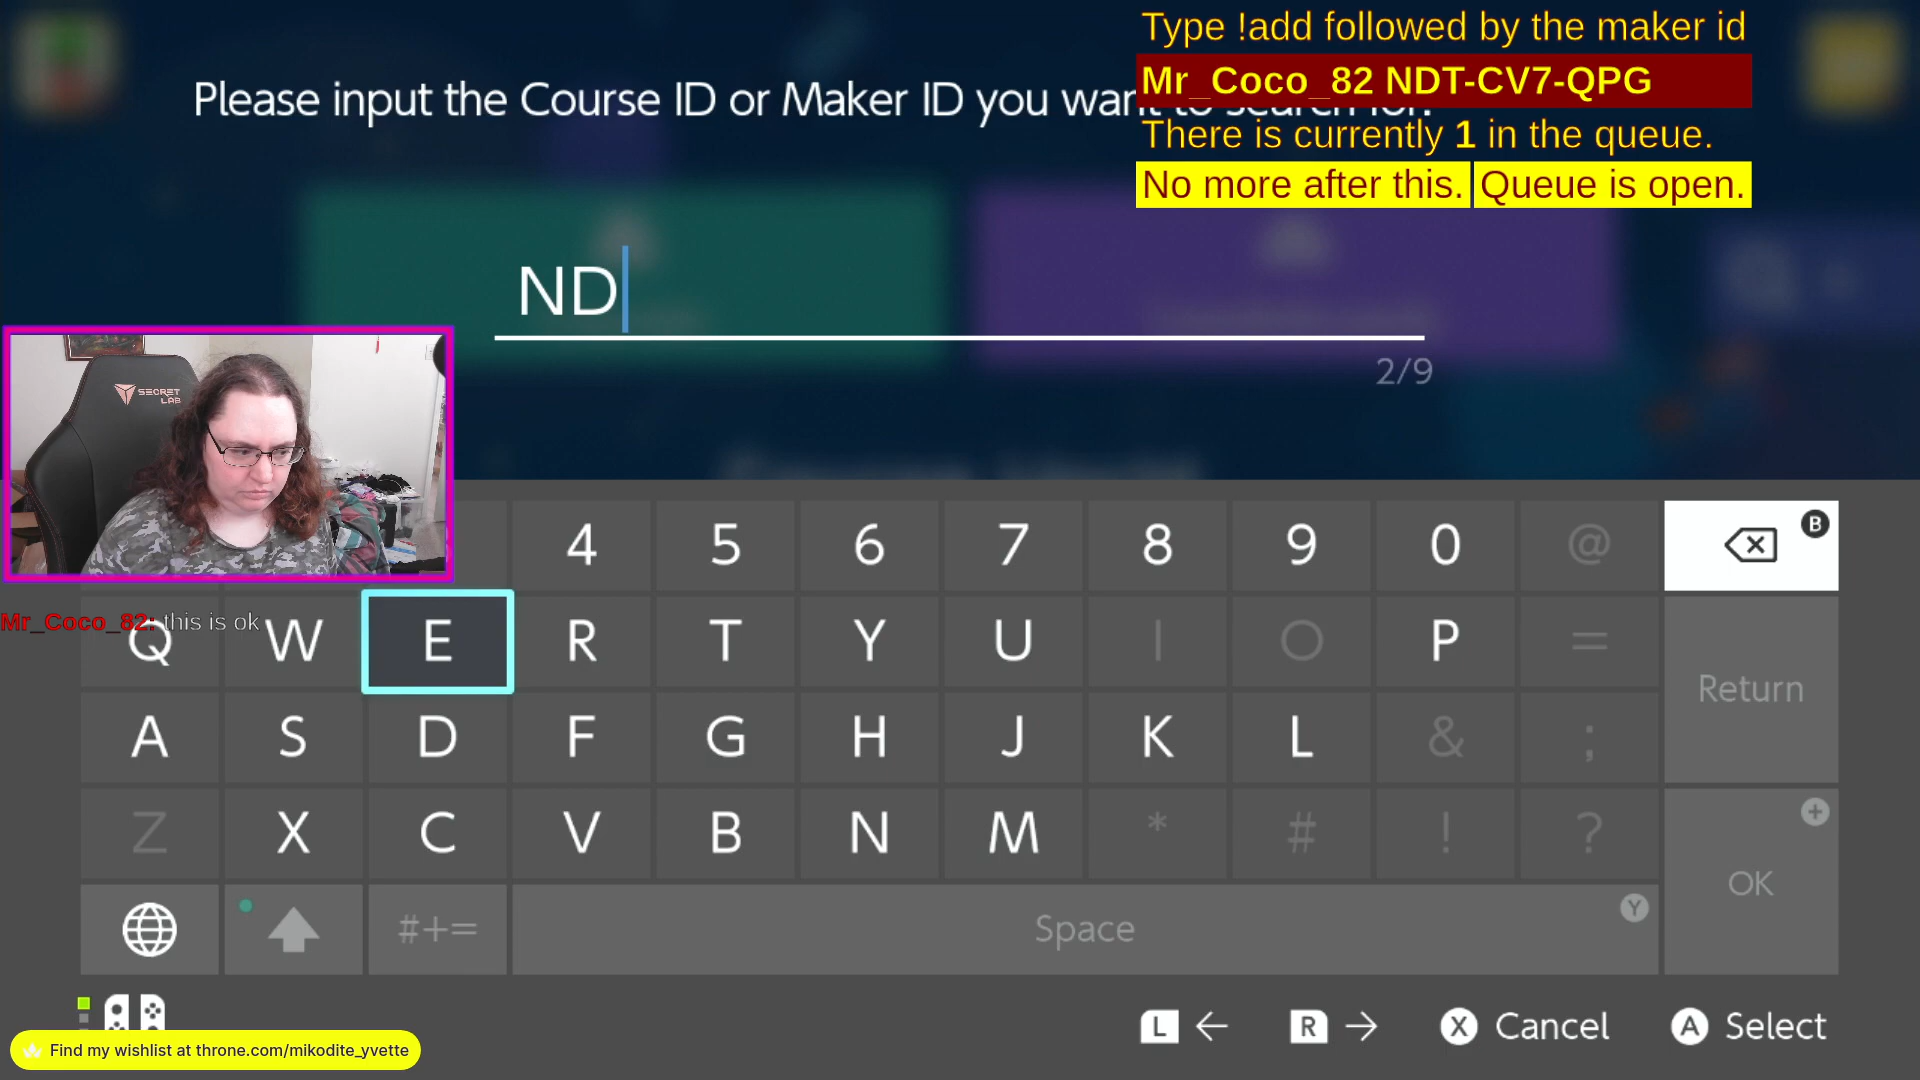 Type !add followed by the maker id
Mr_Coco_82 NDT-CV7-QPG
Please input the Course ID or Maker ID you want to search for.
There is currently 1 in the queue.
No more after this. Queue is open.
ND
2/9
SECRET LAB
4 5 6 7 8 9 0 @ B
Mr_Coco_82: this is ok
Q W E R T Y U I O P =
Return
A S D F G H J K L & ;
Z X C V B N M * # ! ?
OK
#+= Space Y
L ← R → X Cancel A Select
Find my wishlist at throne.com/mikodite_yvette